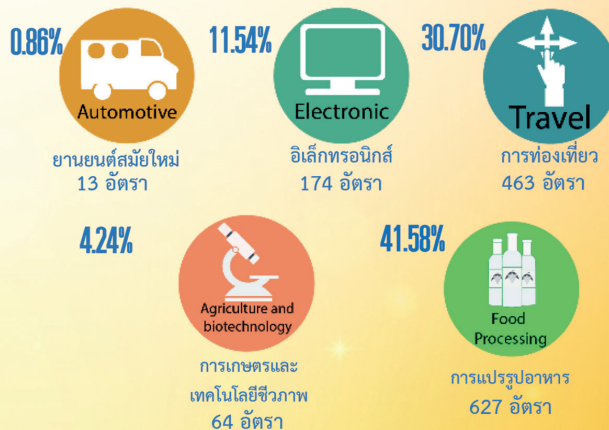 0.86%
Automotive
ยานยนต์สมัยใหม่
13 อัตรา
11.54%
Electronic
อิเล็กทรอนิกส์
174 อัตรา
30.70%
Travel
การท่องเที่ยว
463 อัตรา
4.24%
Agriculture and
biotechnology
การเกษตรและ
เทคโนโลยีชีวภาพ
64 อัตรา
41.58%
Food
Processing
การแปรรูปอาหาร
627 อัตรา